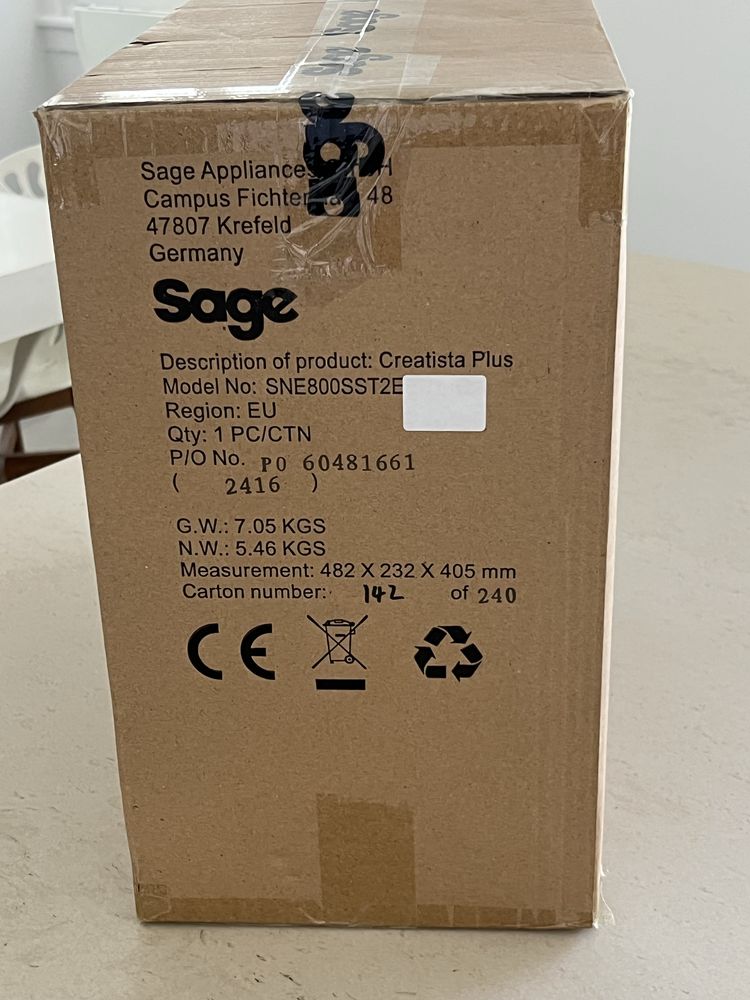 Sage
Sage Appliances
Campus 48
47807 Krefeld
Germany
Sage
Description of product: Creatista Plus
Model No: SNE800SST2E
Region: EU
Qty: 1 PC/CTN
P/O No. PO 60481661
( 2416 )
G.W.: 7.05 KGS
N.W.: 5.46 KGS
Measurement: 482 X 232 X 405 mm
Carton number: 142 of 240
CE